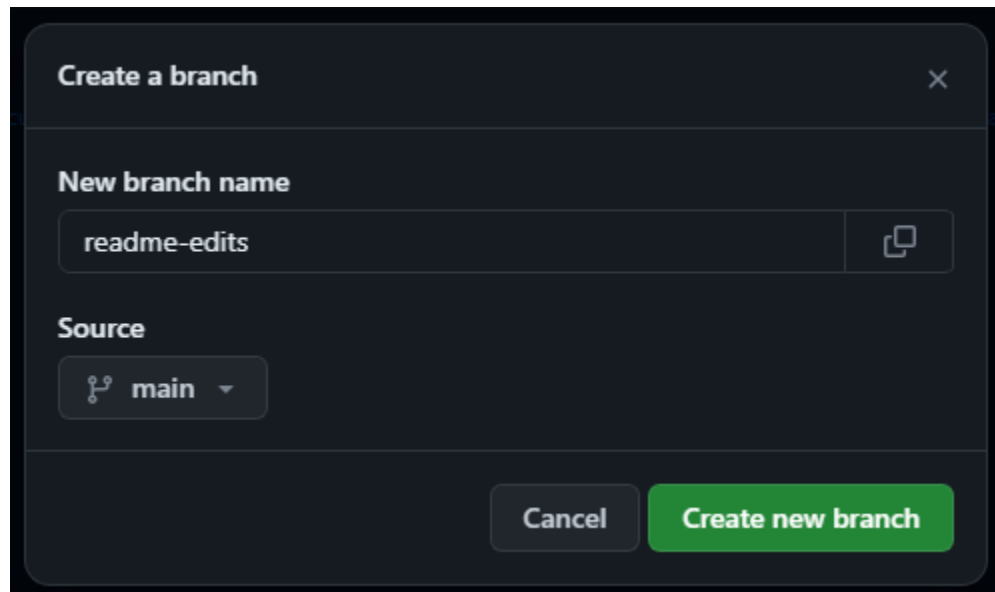 Create a branch
New branch name
readme-edits
Source
main
Cancel
Create new branch